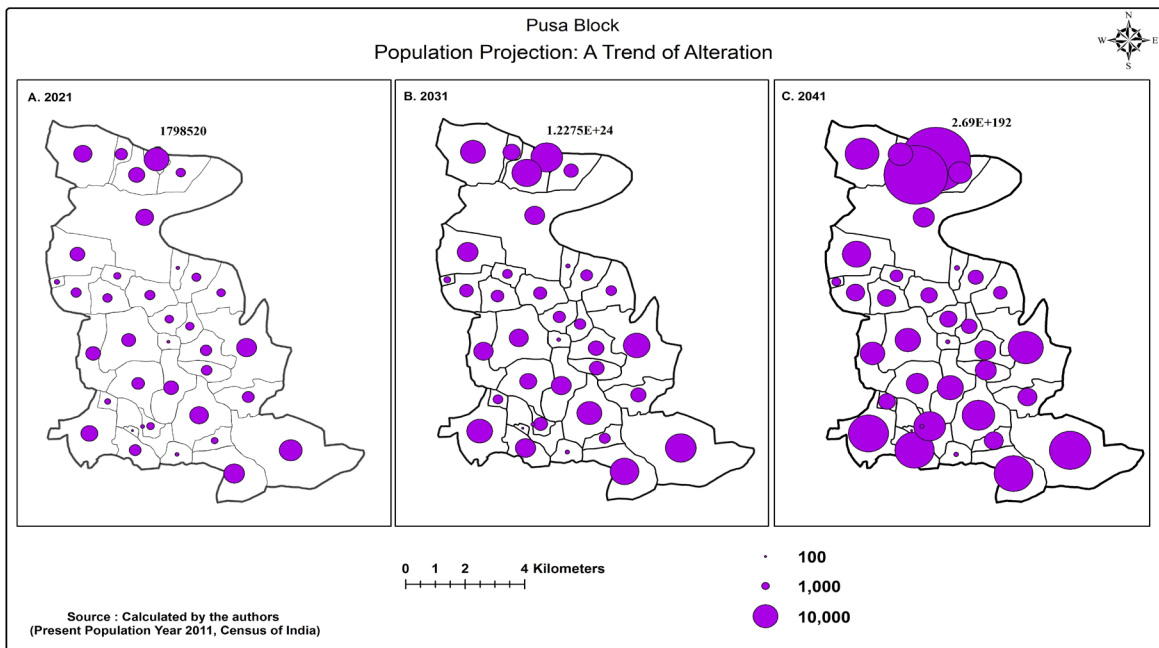 Pusa Block
Population Projection: A Trend of Alteration
N
W E
S
A. 2021
1798520
B. 2031
1.2275E+24
C. 2041
2.69E+192
0 1 2 4 Kilometers
100
1,000
10,000
Source : Calculated by the authors
(Present Population Year 2011, Census of India)